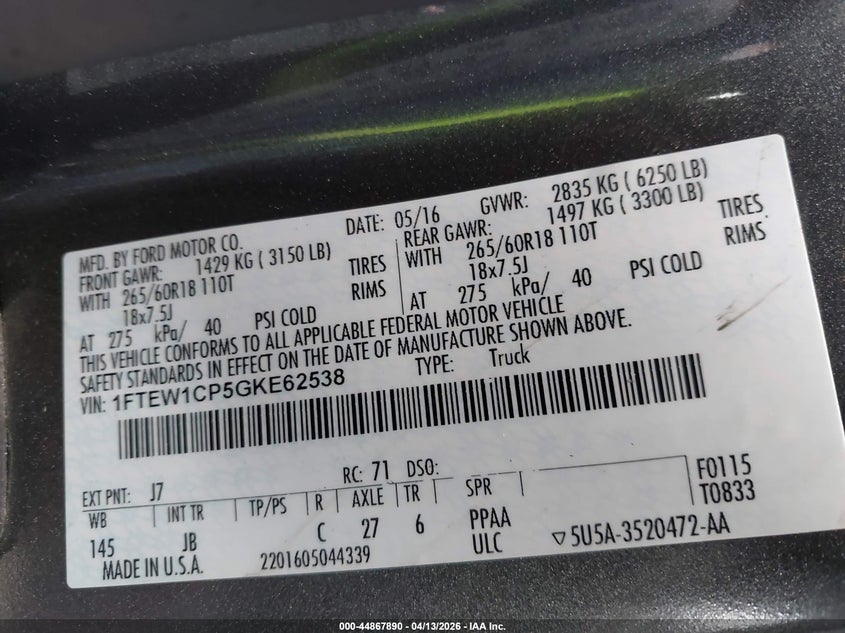 MFD. BY FORD MOTOR CO.
DATE: 05/16 GVWR: 2835 KG ( 6250 LB)
FRONT GAWR: 1429 KG ( 3150 LB)
WITH 265/60R18 110T TIRES
18x7.5J RIMS
AT 275 kPa/ 40 PSI COLD
REAR GAWR: 1497 KG ( 3300 LB)
WITH 265/60R18 110T TIRES
18x7.5J RIMS
AT 275 kPa/ 40 PSI COLD
THIS VEHICLE CONFORMS TO ALL APPLICABLE FEDERAL MOTOR VEHICLE
SAFETY STANDARDS IN EFFECT ON THE DATE OF MANUFACTURE SHOWN ABOVE.
VIN: 1FTEW1CP5GKE62538 TYPE: Truck
EXT PNT: J7 RC: 71 DSO: F0115
WB INT TR TP/PS R AXLE TR SPR T0833
145 JB C 27 6 PPAA
ULC
MADE IN U.S.A. 2201605044339 ▽5U5A-3520472-AA
000-44867890 | 04/13/2026 | IAA Inc.